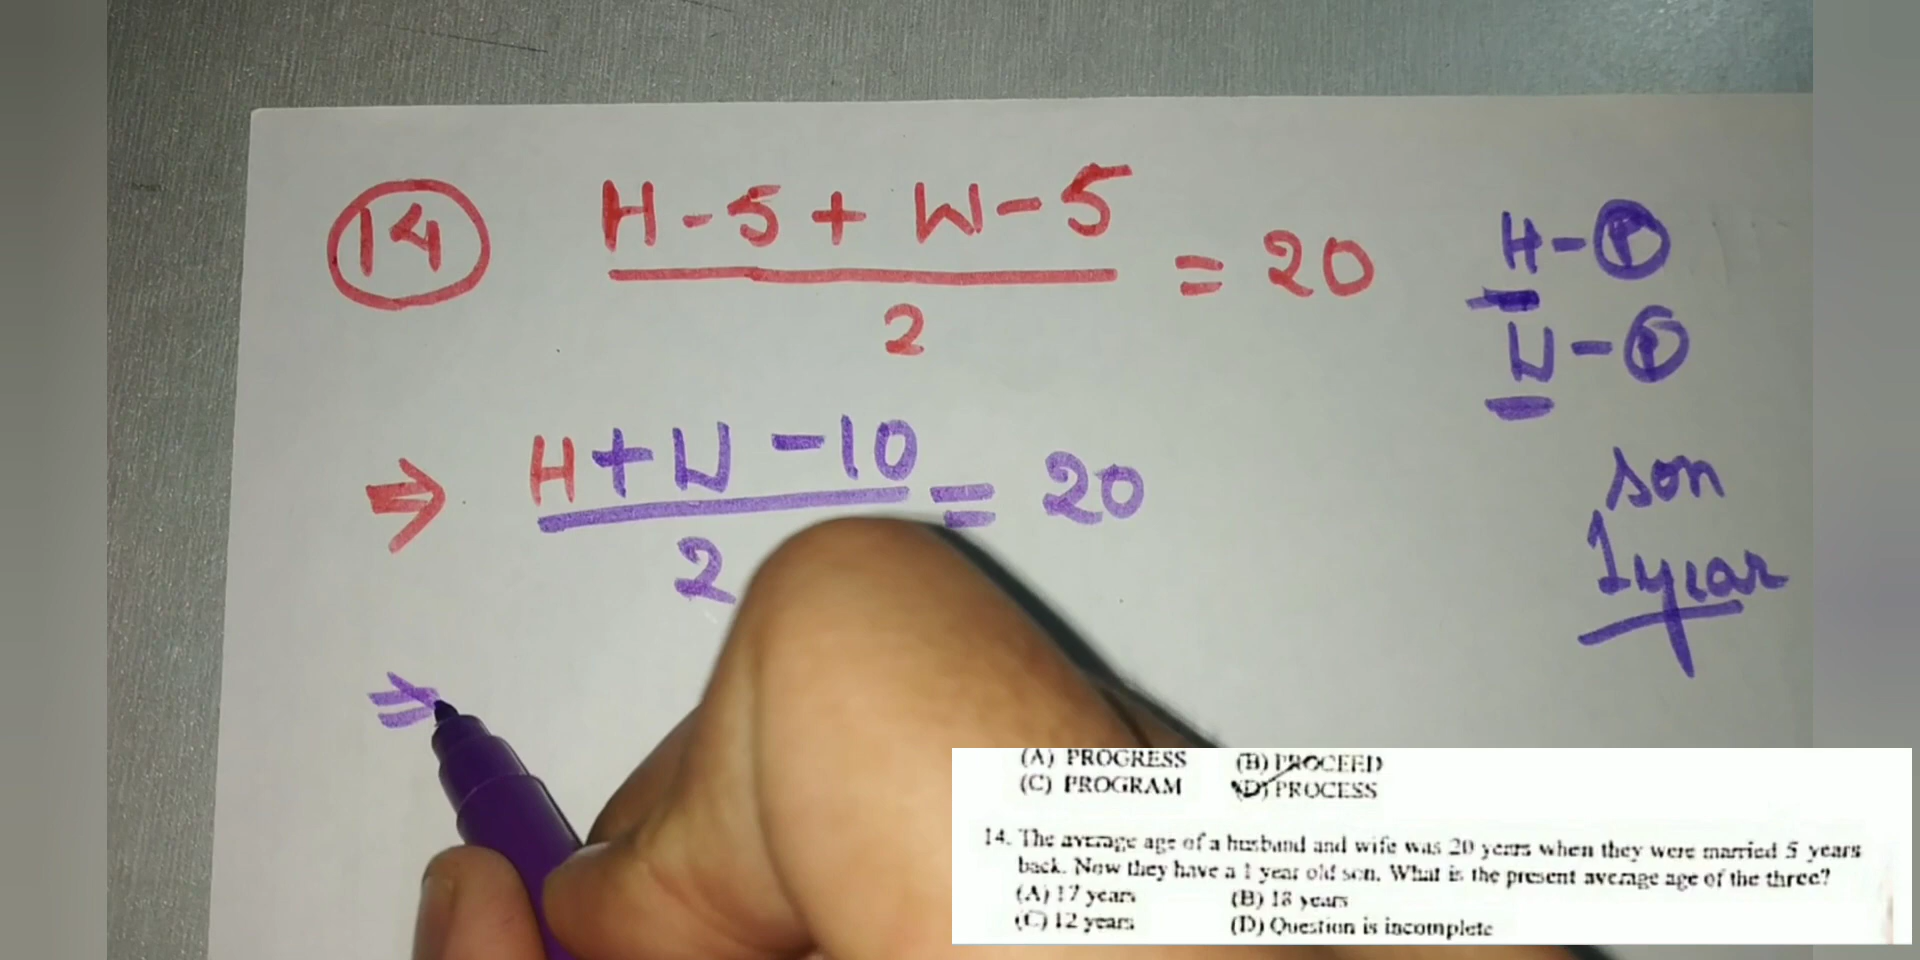 14
H-5+W-5
= 20
2
H-P
W-P
⇒ H+W-10
= 20
2
son
1 year
⇒
(A) PROGRESS (B) PROCEED
(C) PROGRAM (D) PROCESS
14. The average age of a husband and wife was 20 years when they were married 5 years
back. Now they have a 1 year old son. What is the present average age of the three?
(A) 17 years (B) 18 years
(C) 12 years (D) Question is incomplete